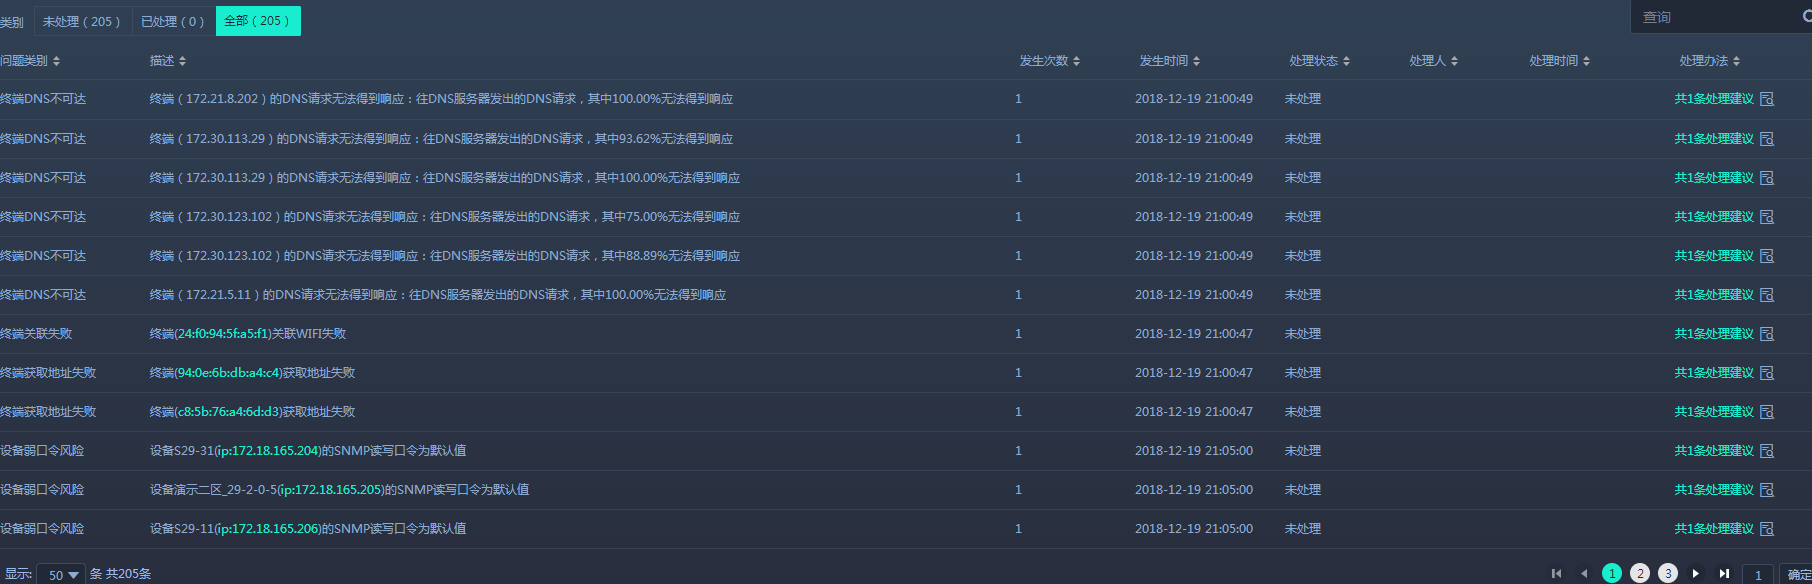 类别 未处理（205） 已处理（0） 全部（205） 查询
问题类别 描述 发生次数 发生时间 处理状态 处理人 处理时间 处理办法
终端DNS不可达 终端（172.21.8.202）的DNS请求无法得到响应：往DNS服务器发出的DNS请求，其中100.00%无法得到响应 1 2018-12-19 21:00:49 未处理 共1条处理建议
终端DNS不可达 终端（172.30.113.29）的DNS请求无法得到响应：往DNS服务器发出的DNS请求，其中93.62%无法得到响应 1 2018-12-19 21:00:49 未处理 共1条处理建议
终端DNS不可达 终端（172.30.113.29）的DNS请求无法得到响应：往DNS服务器发出的DNS请求，其中100.00%无法得到响应 1 2018-12-19 21:00:49 未处理 共1条处理建议
终端DNS不可达 终端（172.30.123.102）的DNS请求无法得到响应：往DNS服务器发出的DNS请求，其中75.00%无法得到响应 1 2018-12-19 21:00:49 未处理 共1条处理建议
终端DNS不可达 终端（172.30.123.102）的DNS请求无法得到响应：往DNS服务器发出的DNS请求，其中88.89%无法得到响应 1 2018-12-19 21:00:49 未处理 共1条处理建议
终端DNS不可达 终端（172.21.5.11）的DNS请求无法得到响应：往DNS服务器发出的DNS请求，其中100.00%无法得到响应 1 2018-12-19 21:00:49 未处理 共1条处理建议
终端关联失败 终端(24:f0:94:5f:a5:f1)关联WIFI失败 1 2018-12-19 21:00:47 未处理 共1条处理建议
终端获取地址失败 终端(94:0e:6b:db:a4:c4)获取地址失败 1 2018-12-19 21:00:47 未处理 共1条处理建议
终端获取地址失败 终端(c8:5b:76:a4:6d:d3)获取地址失败 1 2018-12-19 21:00:47 未处理 共1条处理建议
设备弱口令风险 设备S29-31(ip:172.18.165.204)的SNMP读写口令为默认值 1 2018-12-19 21:05:00 未处理 共1条处理建议
设备弱口令风险 设备演示二区_29-2-0-5(ip:172.18.165.205)的SNMP读写口令为默认值 1 2018-12-19 21:05:00 未处理 共1条处理建议
设备弱口令风险 设备S29-11(ip:172.18.165.206)的SNMP读写口令为默认值 1 2018-12-19 21:05:00 未处理 共1条处理建议
显示: 50 条 共205条 1 2 3 1 确定